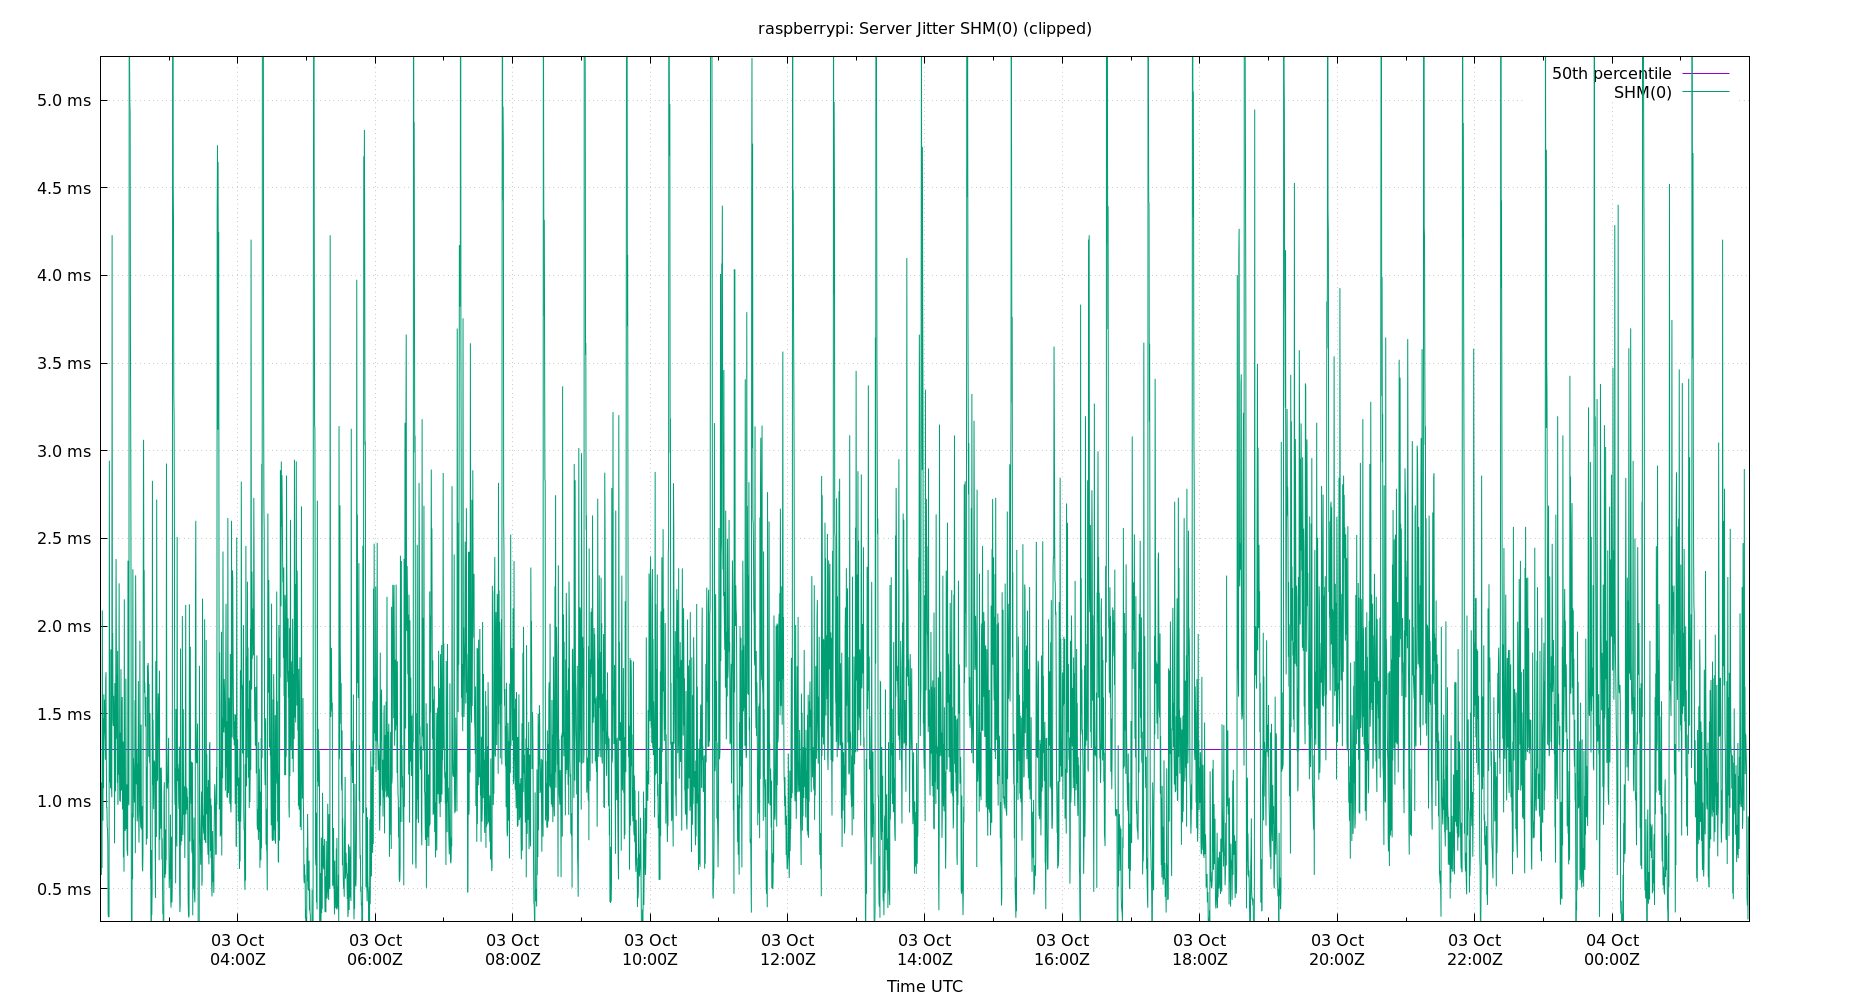 raspberrypi: Server Jitter SHM(0) (clipped)
50th percentile
SHM(0)
5.0 ms
4.5 ms
4.0 ms
3.5 ms
3.0 ms
2.5 ms
2.0 ms
1.5 ms
1.0 ms
0.5 ms
03 Oct 03 Oct 03 Oct 03 Oct 03 Oct 03 Oct 03 Oct 03 Oct 03 Oct 03 Oct 04 Oct
04:00Z 06:00Z 08:00Z 10:00Z 12:00Z 14:00Z 16:00Z 18:00Z 20:00Z 22:00Z 00:00Z
Time UTC